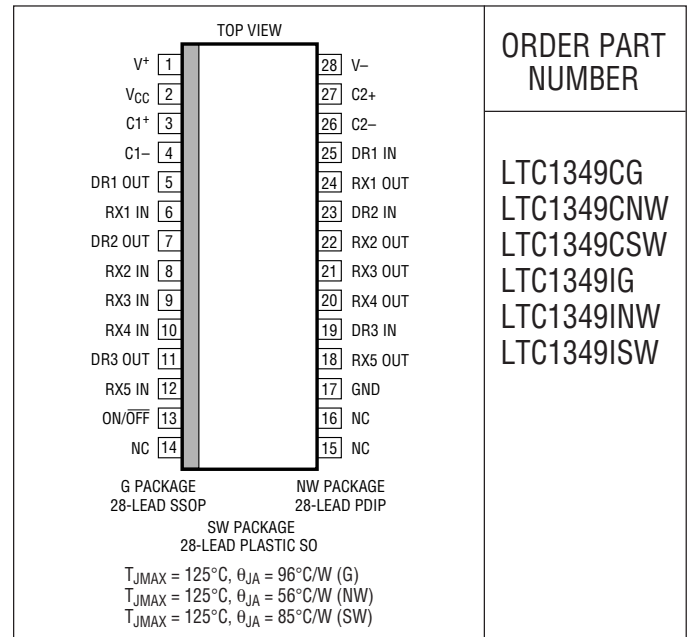 TOP VIEW
V+ 1
VCC 2
C1+ 3
C1– 4
DR1 OUT 5
RX1 IN 6
DR2 OUT 7
RX2 IN 8
RX3 IN 9
RX4 IN 10
DR3 OUT 11
RX5 IN 12
ON/O̅F̅F̅ 13
NC 14
28 V–
27 C2+
26 C2–
25 DR1 IN
24 RX1 OUT
23 DR2 IN
22 RX2 OUT
21 RX3 OUT
20 RX4 OUT
19 DR3 IN
18 RX5 OUT
17 GND
16 NC
15 NC
G PACKAGE
28-LEAD SSOP
NW PACKAGE
28-LEAD PDIP
SW PACKAGE
28-LEAD PLASTIC SO
TJMAX = 125°C, θJA = 96°C/W (G)
TJMAX = 125°C, θJA = 56°C/W (NW)
TJMAX = 125°C, θJA = 85°C/W (SW)
ORDER PART
NUMBER
LTC1349CG
LTC1349CNW
LTC1349CSW
LTC1349IG
LTC1349INW
LTC1349ISW